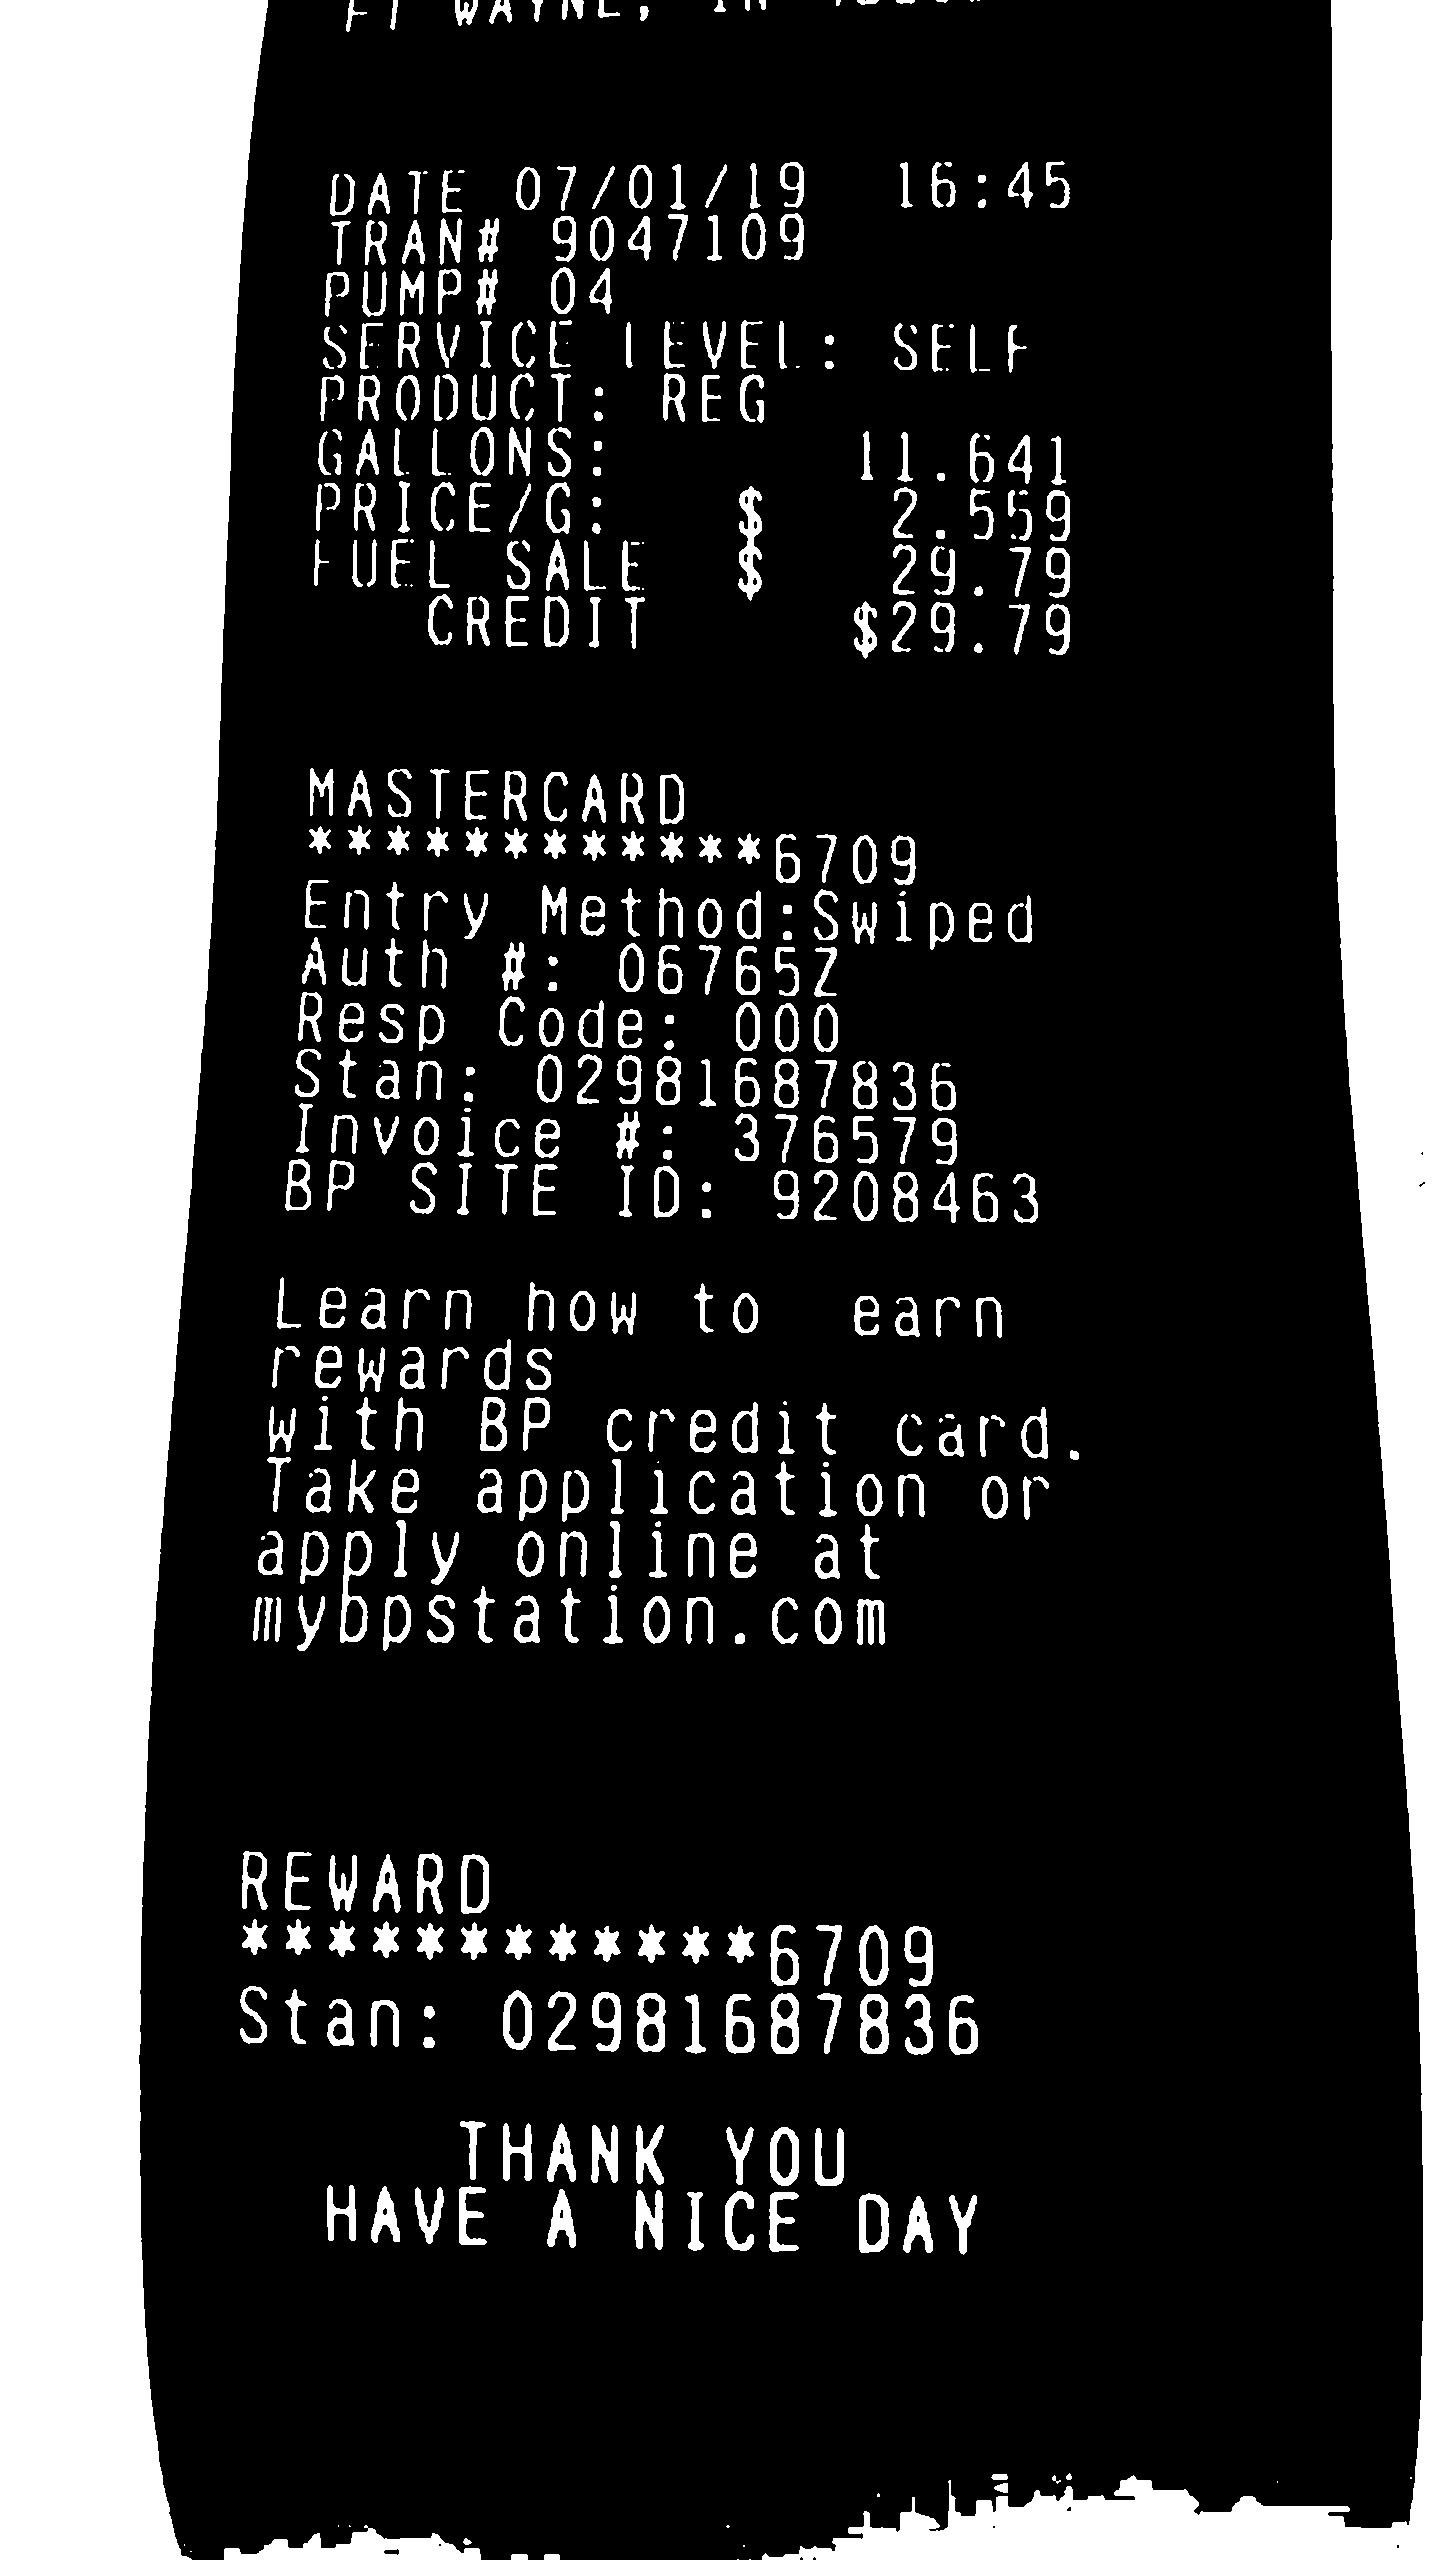 FT WAYNE, IN
DATE 07/01/19 16:45
TRAN# 9047109
PUMP# 04
SERVICE LEVEL: SELF
PRODUCT: REG
GALLONS: 11.641
PRICE/G: $ 2.559
FUEL SALE $ 29.79
CREDIT $29.79
MASTERCARD
************6709
Entry Method:Swiped
Auth #: 06765Z
Resp Code: 000
Stan: 02981687836
Invoice #: 376579
BP SITE ID: 9208463
Learn how to earn
rewards
with BP credit card.
Take application or
apply online at
mybpstation.com
REWARD
************6709
Stan: 02981687836
THANK YOU
HAVE A NICE DAY